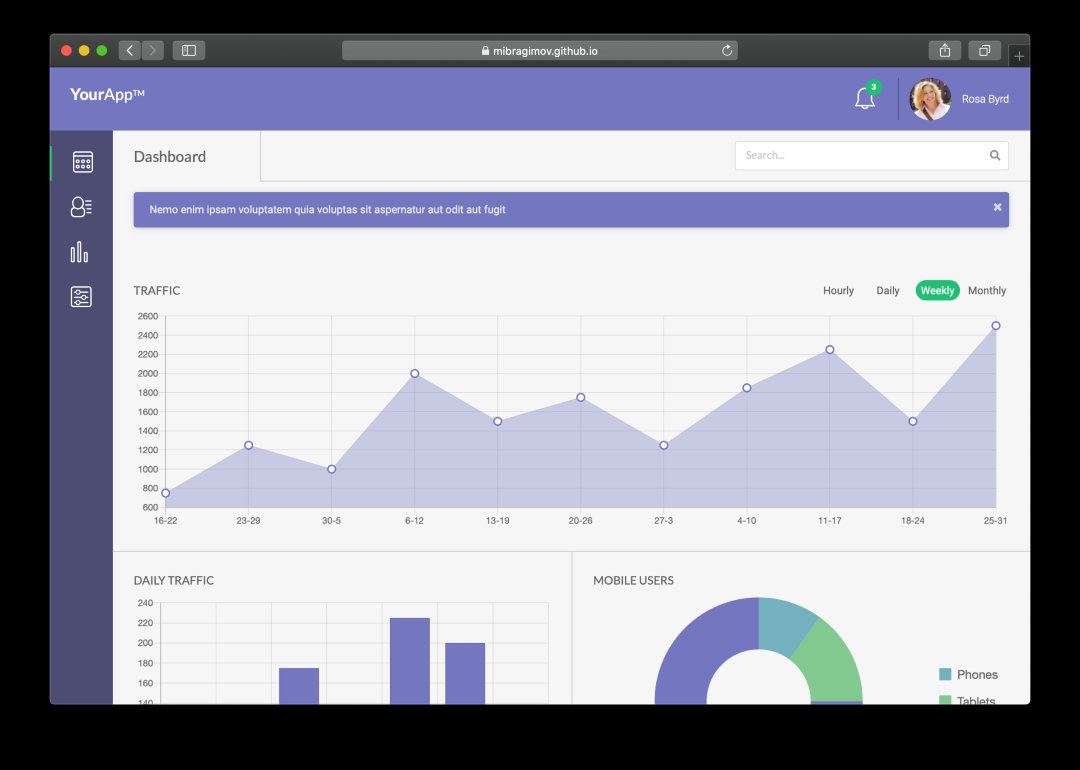 mibragimov.github.io
YourApp™
3
Rosa Byrd
Dashboard
Search...
Nemo enim ipsam voluptatem quia voluptas sit aspernatur aut odit aut fugit
TRAFFIC
Hourly Daily Weekly Monthly
2600
2400
2200
2000
1800
1600
1400
1200
1000
800
600
16-22 23-29 30-5 6-12 13-19 20-26 27-3 4-10 11-17 18-24 25-31
DAILY TRAFFIC
240
220
200
180
160
140
MOBILE USERS
Phones
Tablets